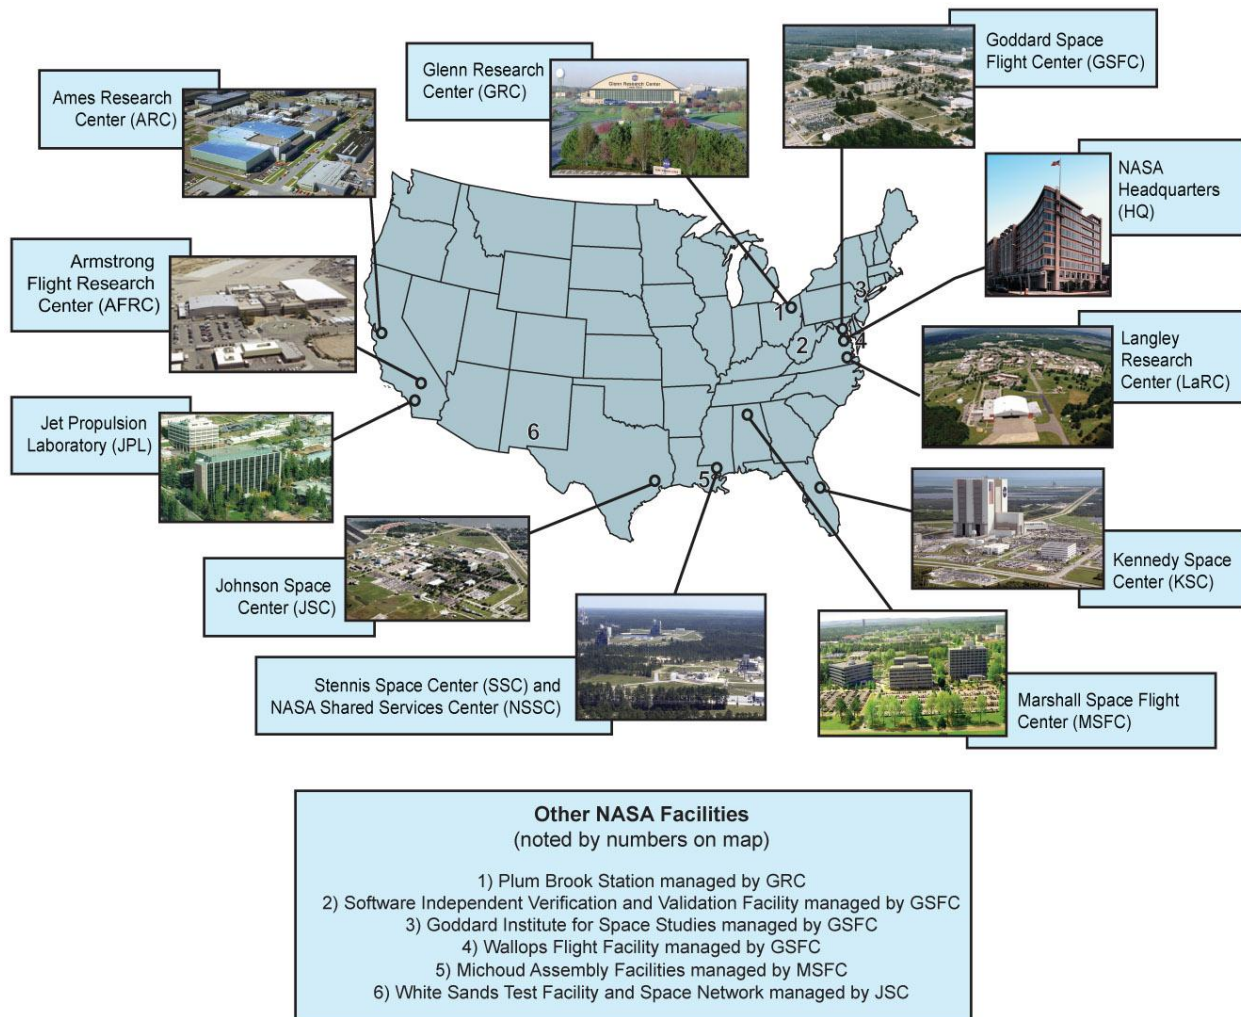 Goddard Space
Flight Center (GSFC)
Glenn Research
Center (GRC)
Glenn Research Center
Ames Research
Center (ARC)
NASA
Headquarters
(HQ)
Armstrong
Flight Research
Center (AFRC)
Langley
Research
Center (LaRC)
Jet Propulsion
Laboratory (JPL)
1
2
3
4
5
6
Johnson Space
Center (JSC)
Kennedy Space
Center (KSC)
Stennis Space Center (SSC) and
NASA Shared Services Center (NSSC)
Marshall Space Flight
Center (MSFC)
Other NASA Facilities
(noted by numbers on map)
1) Plum Brook Station managed by GRC
2) Software Independent Verification and Validation Facility managed by GSFC
3) Goddard Institute for Space Studies managed by GSFC
4) Wallops Flight Facility managed by GSFC
5) Michoud Assembly Facilities managed by MSFC
6) White Sands Test Facility and Space Network managed by JSC